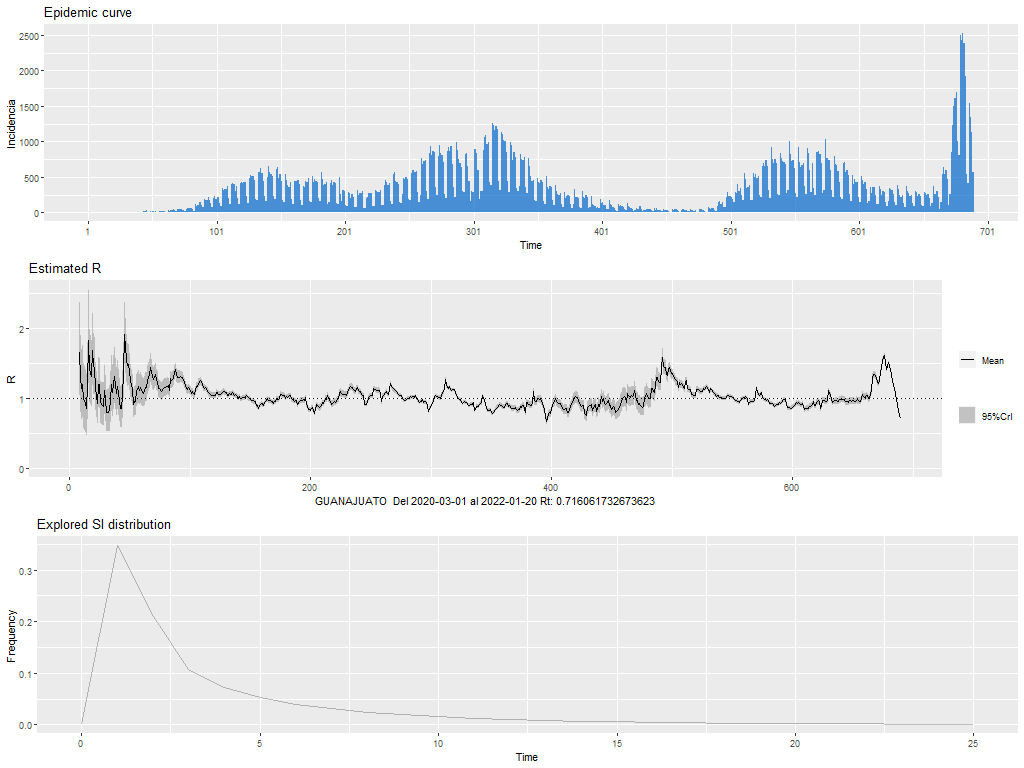 Epidemic curve
2500
2000
1500
1000
500
0
Incidencia
1 101 201 301 401 501 601 701
Time
Estimated R
2
1
0
R
0 200 400 600
GUANAJUATO Del 2020-03-01 al 2022-01-20 Rt: 0.716061732673623
Mean
95%CrI
Explored SI distribution
0.3
0.2
0.1
0.0
Frequency
0 5 10 15 20 25
Time